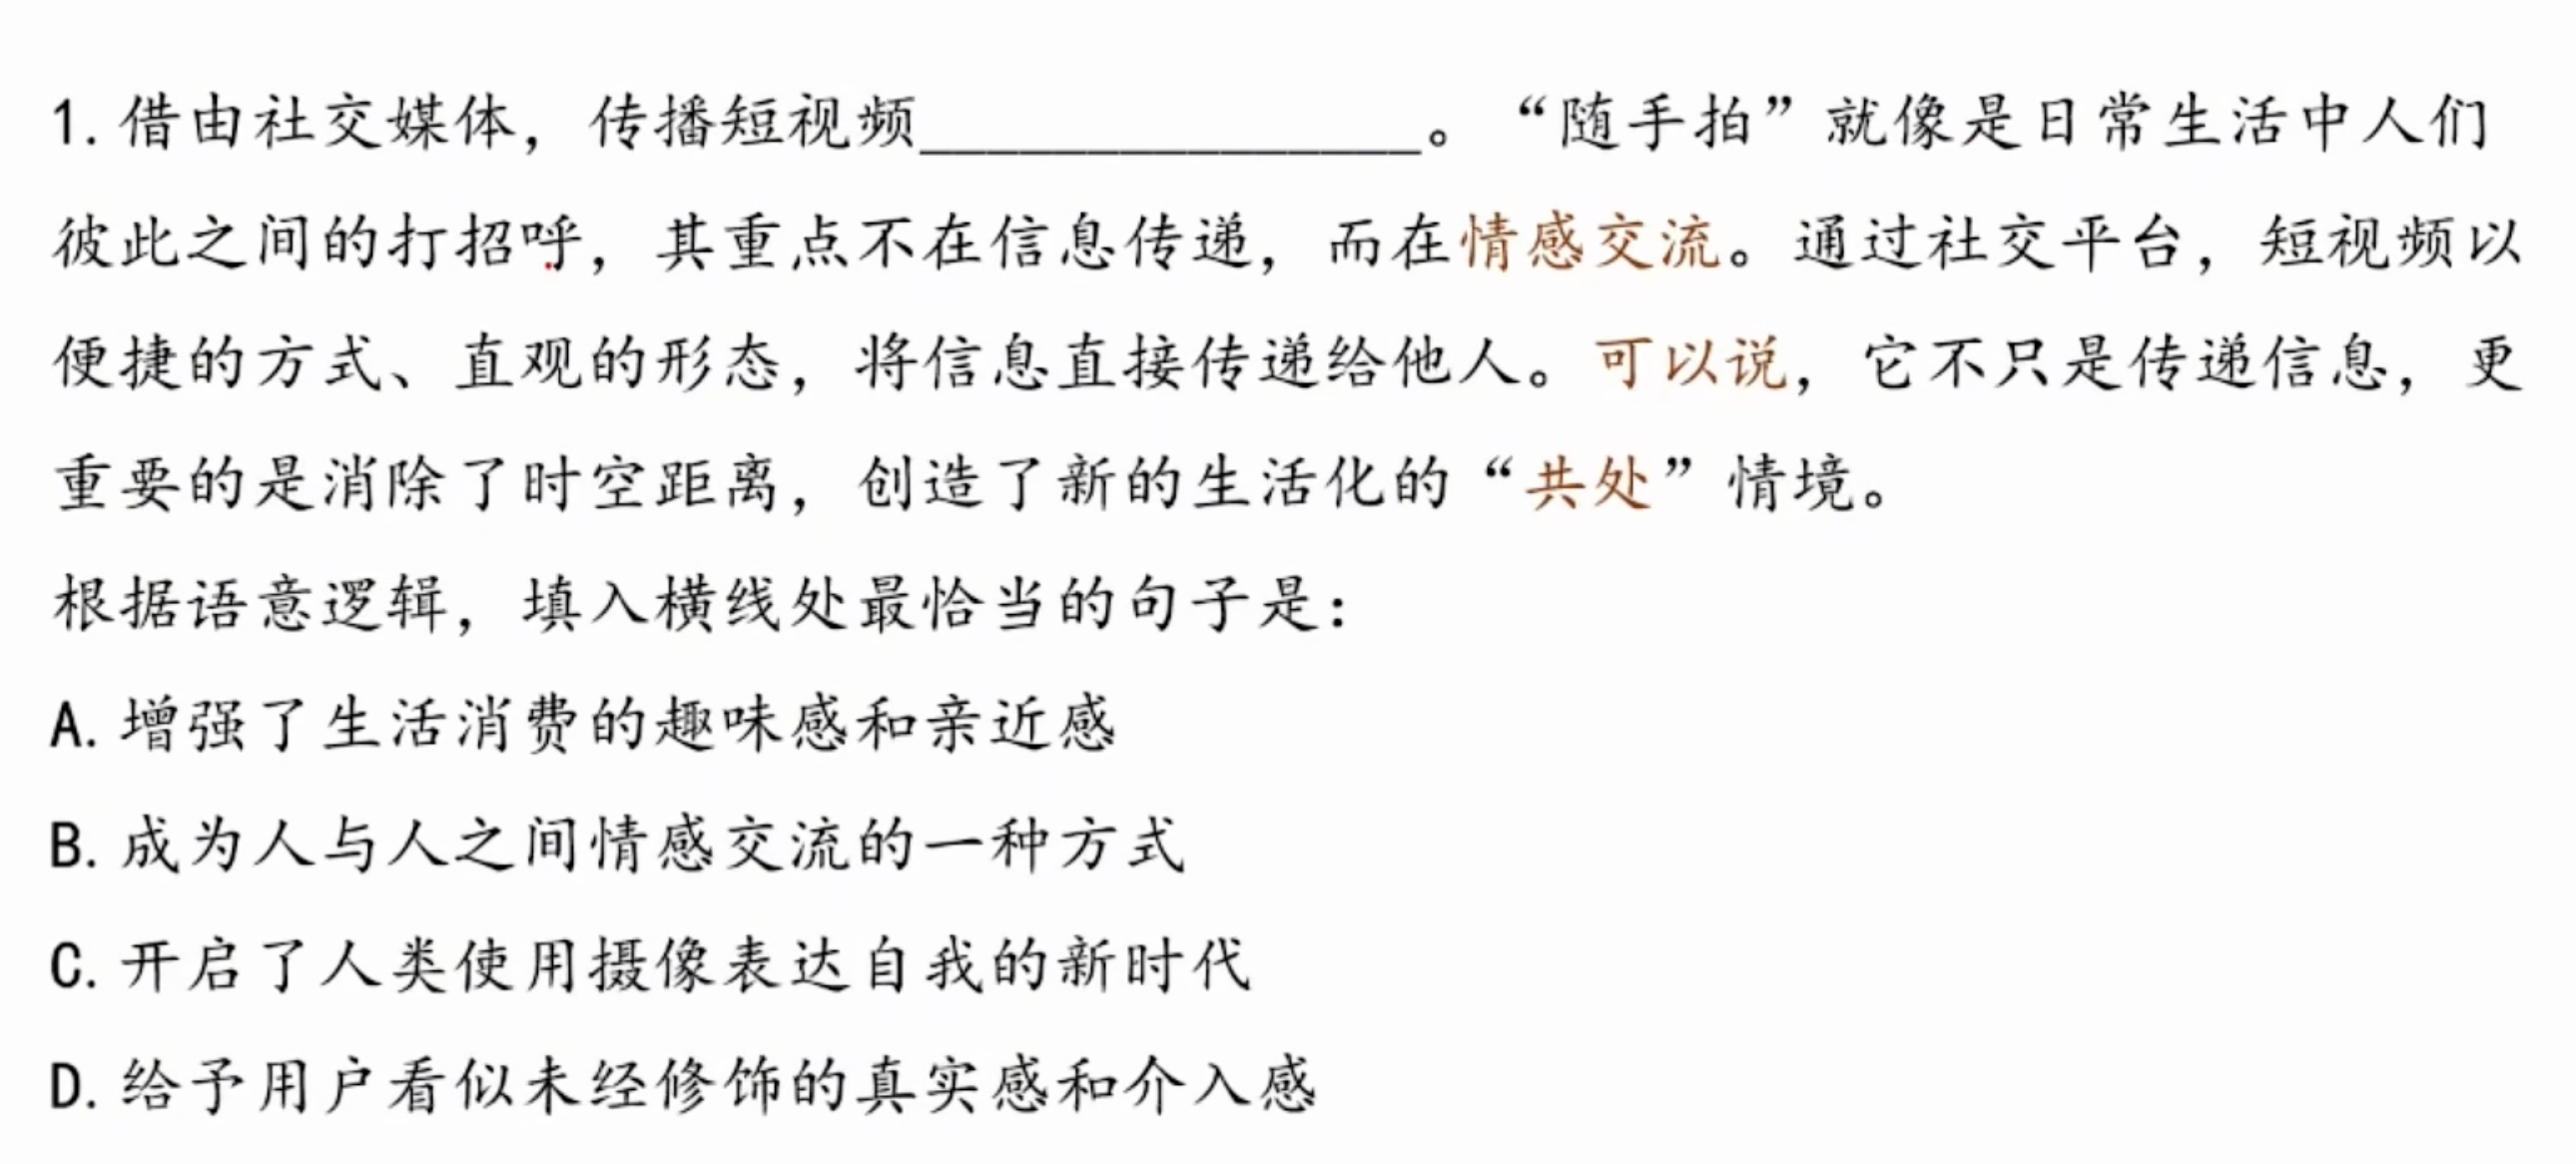 1. 借由社交媒体，传播短视频_______________。“随手拍”就像是日常生活中人们
彼此之间的打招呼，其重点不在信息传递，而在情感交流。通过社交平台，短视频以
便捷的方式、直观的形态，将信息直接传递给他人。可以说，它不只是传递信息，更
重要的是消除了时空距离，创造了新的生活化的“共处”情境。
根据语意逻辑，填入横线处最恰当的句子是：
A. 增强了生活消费的趣味感和亲近感
B. 成为人与人之间情感交流的一种方式
C. 开启了人类使用摄像表达自我的新时代
D. 给予用户看似未经修饰的真实感和介入感